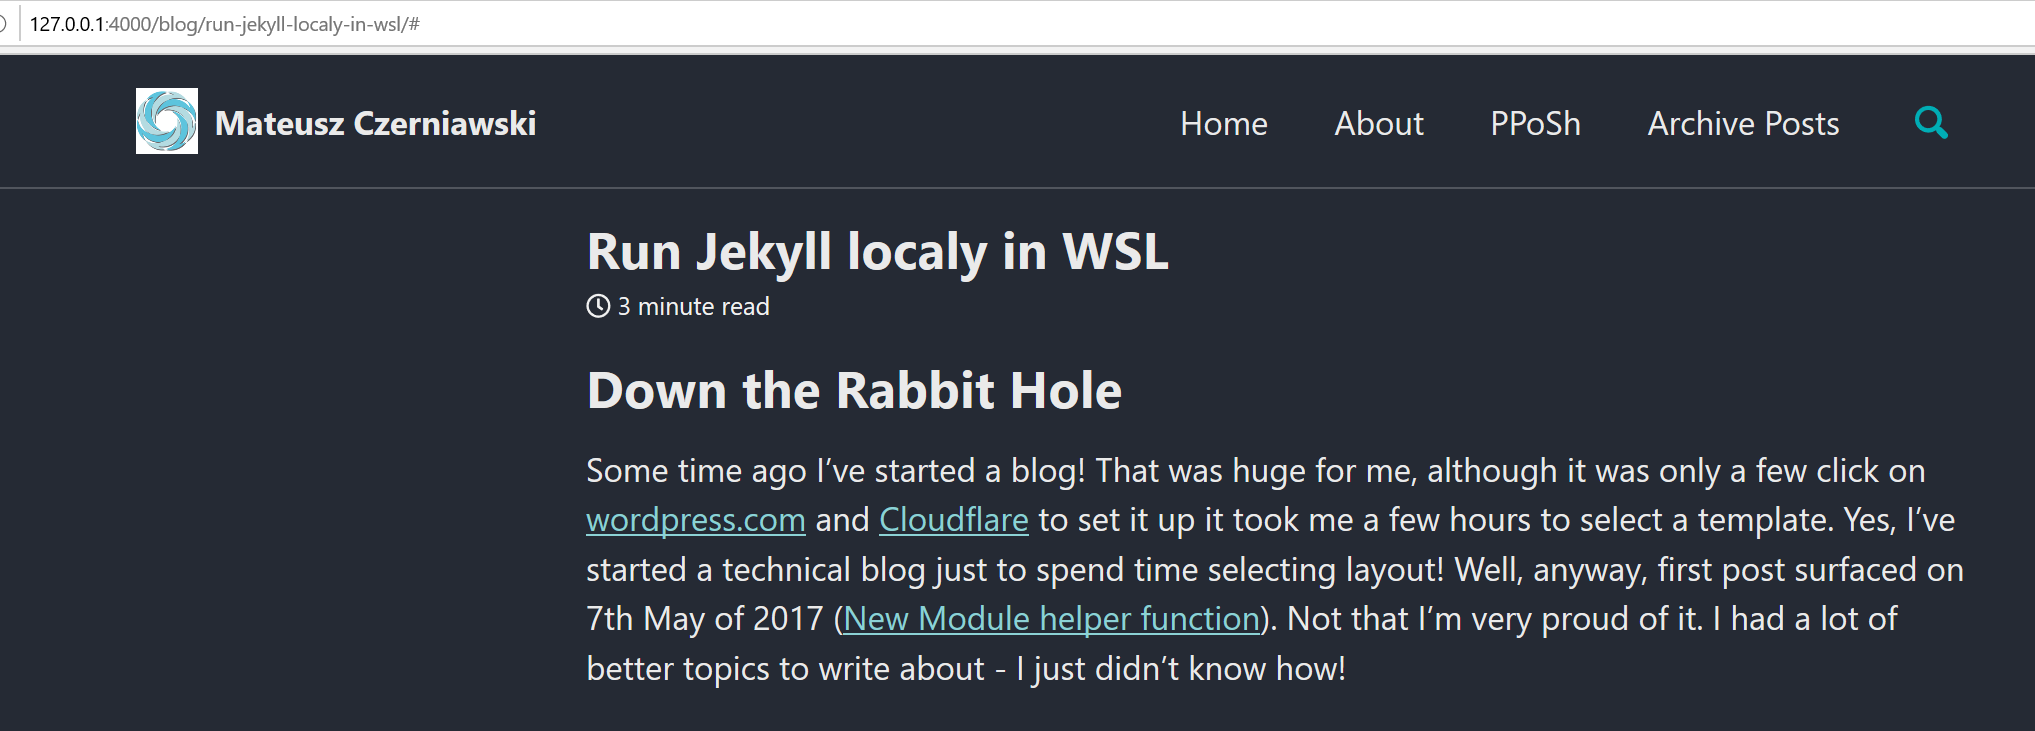 127.0.0.1:4000/blog/run-jekyll-localy-in-wsl/#
Mateusz Czerniawski
Home About PPoSh Archive Posts
Run Jekyll localy in WSL
3 minute read
Down the Rabbit Hole
Some time ago I’ve started a blog! That was huge for me, although it was only a few click on
wordpress.com and Cloudflare to set it up it took me a few hours to select a template. Yes, I’ve
started a technical blog just to spend time selecting layout! Well, anyway, first post surfaced on
7th May of 2017 (New Module helper function). Not that I’m very proud of it. I had a lot of
better topics to write about - I just didn’t know how!